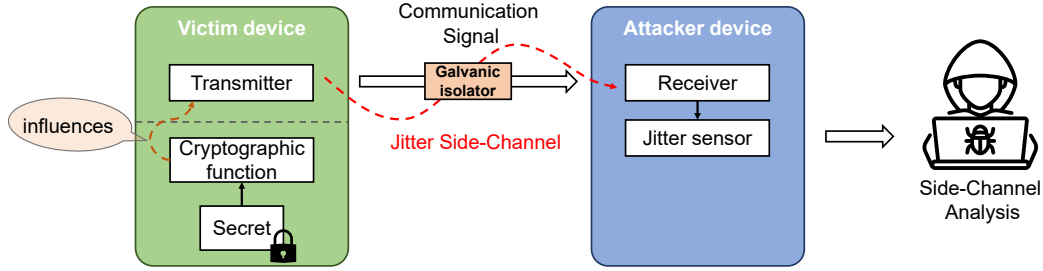 Victim device
Transmitter
influences
Cryptographic
function
Secret
Communication
Signal
Galvanic
isolator
Jitter Side-Channel
Attacker device
Receiver
Jitter sensor
Side-Channel
Analysis